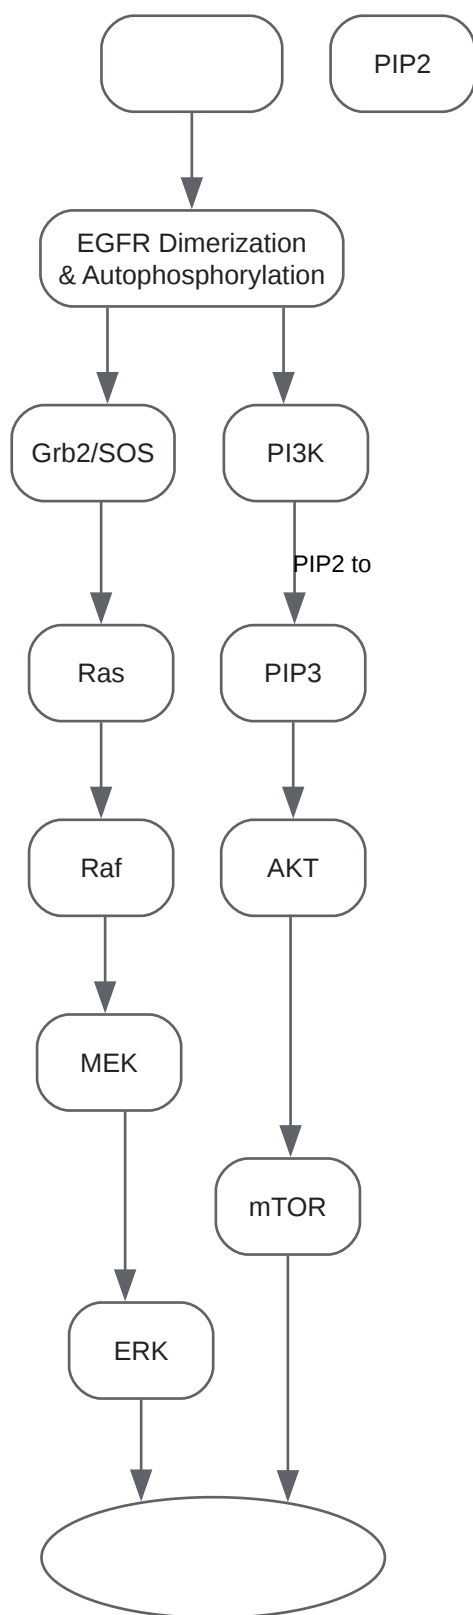 PIP2
EGFR Dimerization
& Autophosphorylation
Grb2/SOS
PI3K
PIP2 to
Ras
PIP3
Raf
AKT
MEK
mTOR
ERK